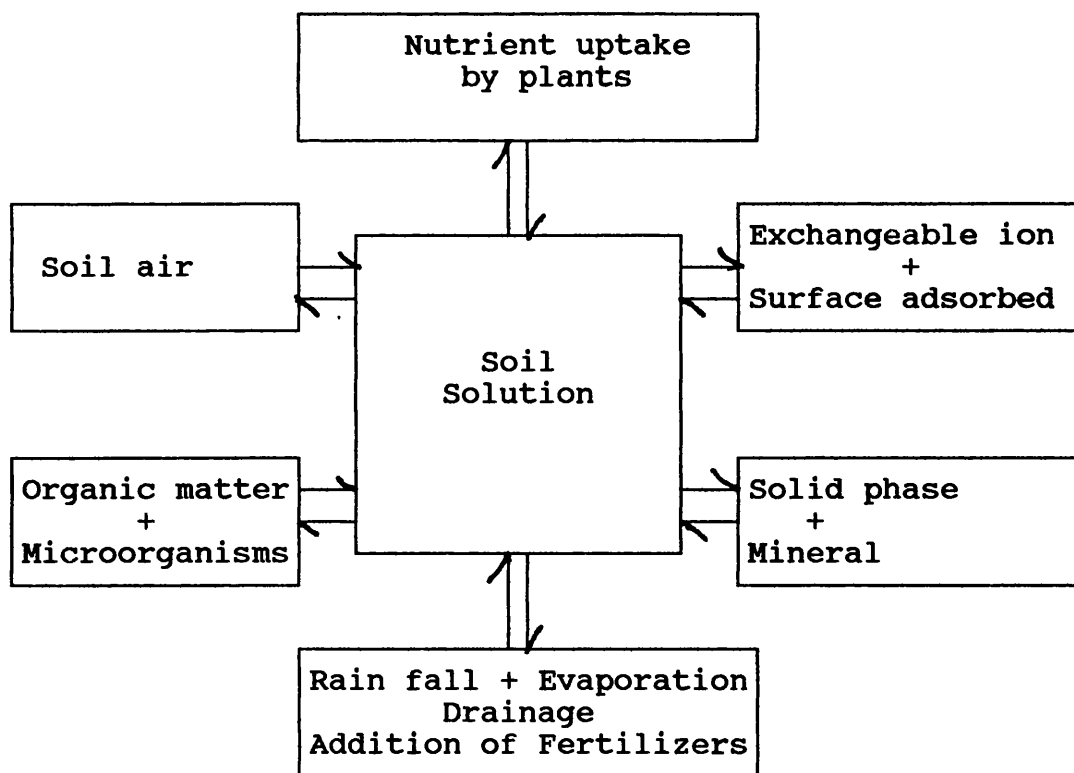 Nutrient uptake
by plants
Soil air
Exchangeable ion
+
Surface adsorbed
Soil
Solution
Organic matter
+
Microorganisms
Solid phase
+
Mineral
Rain fall + Evaporation
Drainage
Addition of Fertilizers